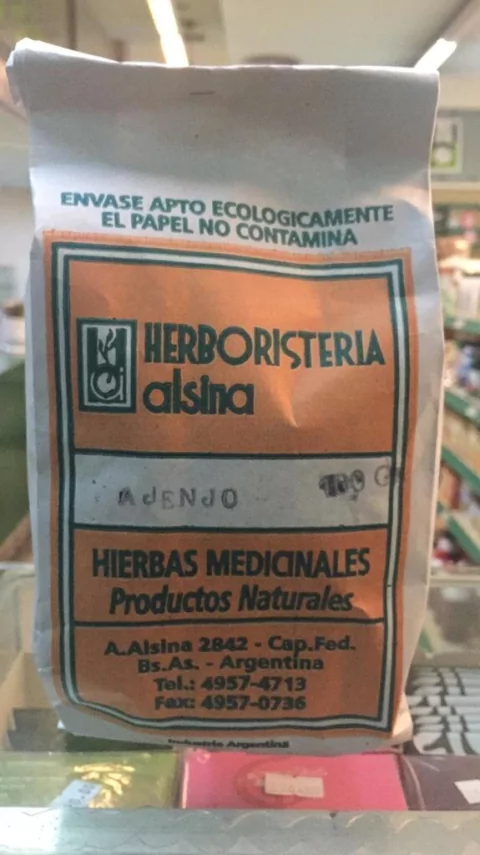 ENVASE APTO ECOLOGICAMENTE
EL PAPEL NO CONTAMINA
HERBORISTERIA
alsina
AJENJO 100 G
HIERBAS MEDICINALES
Productos Naturales
A.Alsina 2842 - Cap.Fed.
Bs.As. - Argentina
Tel.: 4957-4713
Fax: 4957-0736
Industria Argentina